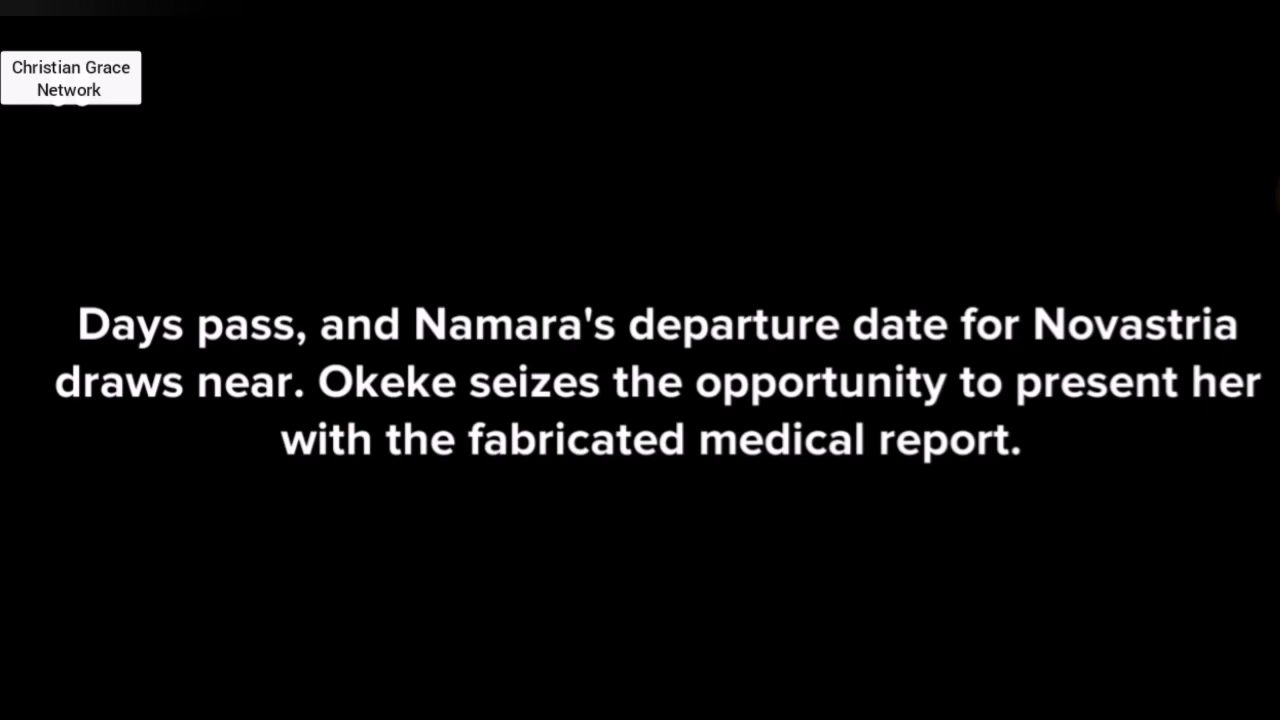 Christian Grace
Network
Days pass, and Namara's departure date for Novastria
draws near. Okeke seizes the opportunity to present her
with the fabricated medical report.